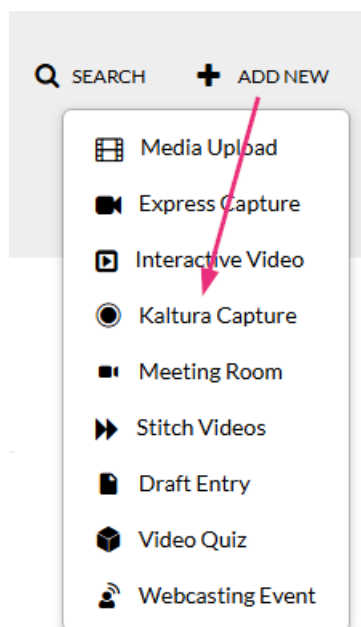 SEARCH ADD NEW
Media Upload
Express Capture
Interactive Video
Kaltura Capture
Meeting Room
Stitch Videos
Draft Entry
Video Quiz
Webcasting Event